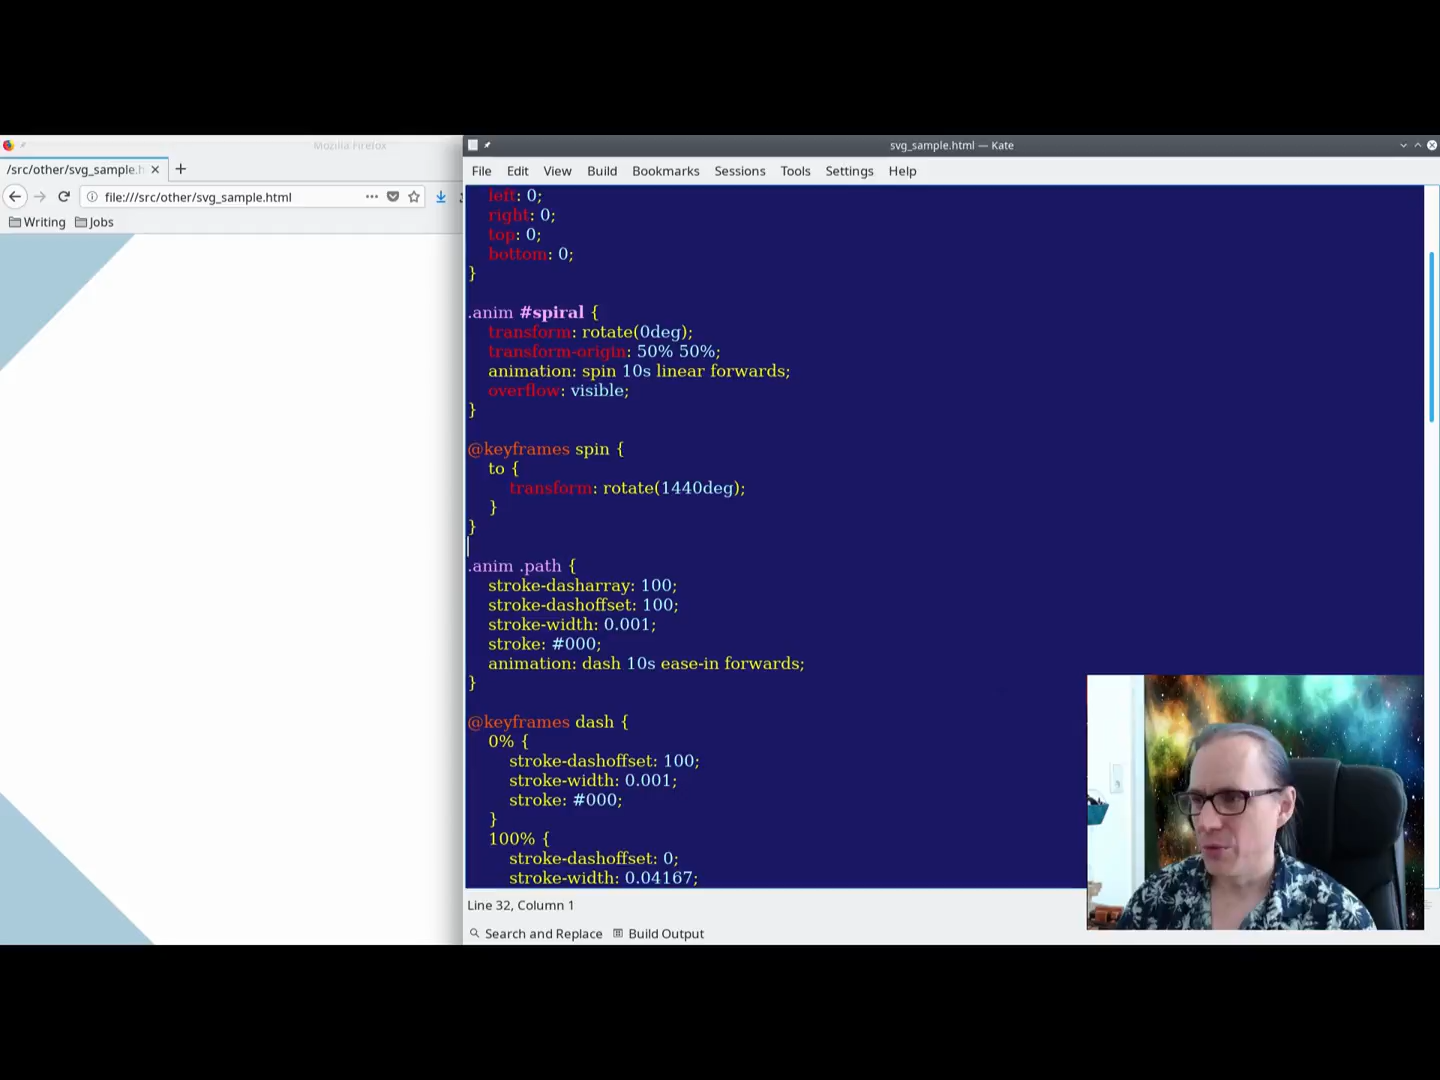 Mozilla Firefox
/src/other/svg_sample.h
file:///src/other/svg_sample.html
Writing Jobs
svg_sample.html — Kate
File Edit View Build Bookmarks Sessions Tools Settings Help
left: 0;
right: 0;
top: 0;
bottom: 0;
}
.anim #spiral {
transform: rotate(0deg);
transform-origin: 50% 50%;
animation: spin 10s linear forwards;
overflow: visible;
}
@keyframes spin {
to {
transform: rotate(1440deg);
}
}
.anim .path {
stroke-dasharray: 100;
stroke-dashoffset: 100;
stroke-width: 0.001;
stroke: #000;
animation: dash 10s ease-in forwards;
}
@keyframes dash {
0% {
stroke-dashoffset: 100;
stroke-width: 0.001;
stroke: #000;
}
100% {
stroke-dashoffset: 0;
stroke-width: 0.04167;
Line 32, Column 1
Search and Replace Build Output